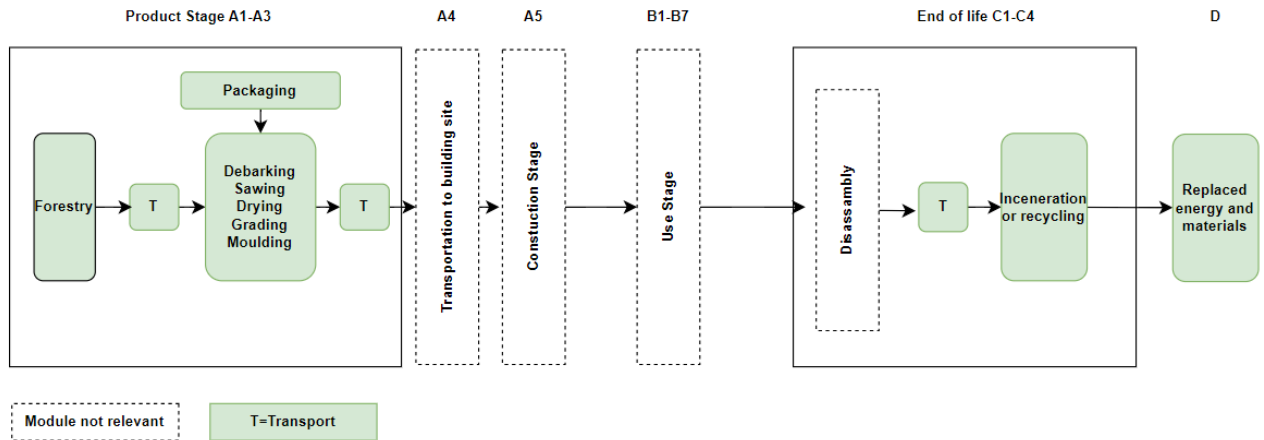 Product Stage A1-A3
A4
A5
B1-B7
End of life C1-C4
D
Packaging
Forestry
T
Debarking
Sawing
Drying
Grading
Moulding
T
Transportation to building site
Constuction Stage
Use Stage
Disassambly
T
Inceneration
or recycling
Replaced
energy and
materials
Module not relevant
T=Transport